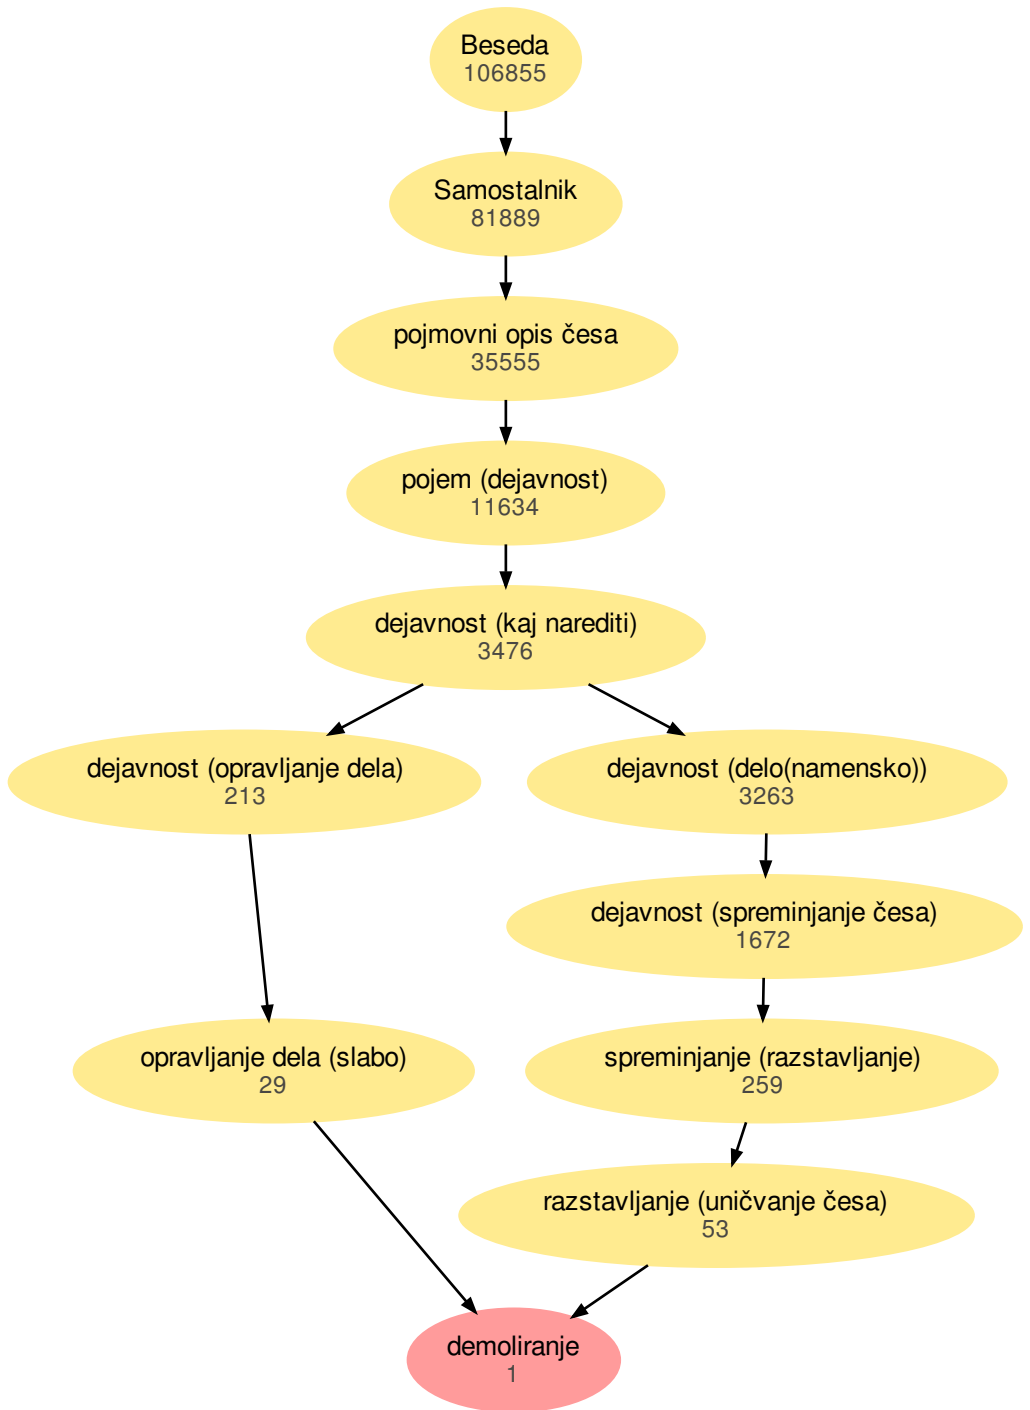 Beseda
106855
Samostalnik
81889
pojmovni opis česa
35555
pojem (dejavnost)
11634
dejavnost (kaj narediti)
3476
dejavnost (opravljanje dela)
213
dejavnost (delo(namensko))
3263
dejavnost (spreminjanje česa)
1672
opravljanje dela (slabo)
29
spreminjanje (razstavljanje)
259
razstavljanje (uničvanje česa)
53
demoliranje
1